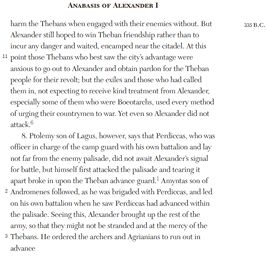 Anabasis of Alexander I
harm the Thebans when engaged with their enemies without. But 335 B.C.
Alexander still hoped to win Theban friendship rather than to
incur any danger and waited, encamped near the citadel. At this
11 point those Thebans who best saw the city's advantage were
anxious to go out to Alexander and obtain pardon for the Theban
people for their revolt; but the exiles and those who had called
them in, not expecting to receive kind treatment from Alexander,
especially some of them who were Boeotarchs, used every method
of urging their countrymen to war. Yet even so Alexander did not
attack.6
8. Ptolemy son of Lagus, however, says that Perdiccas, who was
officer in charge of the camp guard with his own battalion and lay
not far from the enemy palisade, did not await Alexander's signal
for battle, but himself first attacked the palisade and tearing it
apart broke in upon the Theban advance guard.1 Amyntas son of
2 Andromenes followed, as he was brigaded with Perdiccas, and led
on his own battalion when he saw Perdiccas had advanced within
the palisade. Seeing this, Alexander brought up the rest of the
army, so that they might not be stranded and at the mercy of the
3 Thebans. He ordered the archers and Agrianians to run out in
advance